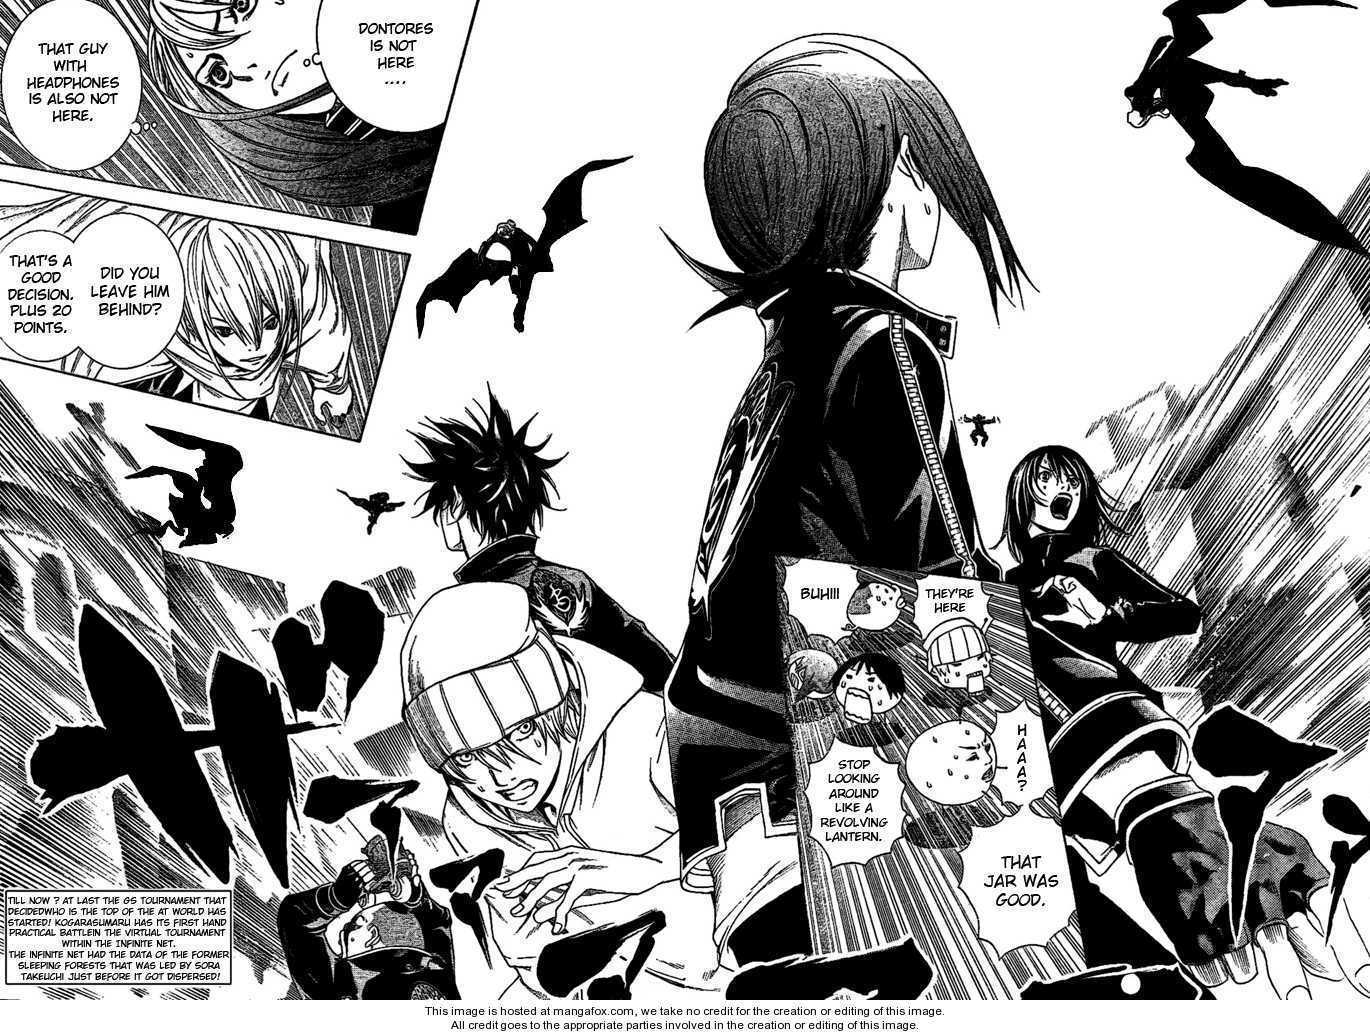 DONTORES
IS NOT
HERE
....
THAT GUY
WITH
HEADPHONES
IS ALSO NOT
HERE.
DID YOU
LEAVE HIM
BEHIND?
THAT'S A
GOOD
DECISION.
PLUS 20
POINTS.
THEY'RE
HERE
BUH!!!
HAAA?
STOP
LOOKING
AROUND
LIKE A
REVOLVING
LANTERN.
THAT
JAR WAS
GOOD.
TILL NOW ? AT LAST THE GS TOURNAMENT THAT
DECIDEDWHO IS THE TOP OF THE AT WORLD HAS
STARTED! KOGARASUMARU HAS ITS FIRST HAND
PRACTICAL BATTLEIN THE VIRTUAL TOURNAMENT
WITHIN THE INFINITE NET.
THE INFINITE NET HAD THE DATA OF THE FORMER
SLEEPING FORESTS THAT WAS LED BY SORA
TAKEUCHI JUST BEFORE IT GOT DISPERSED!
This image is hosted at mangafox.com, we take no credit for the creation or editing of this image.
All credit goes to the appropriate parties involved in the creation or editing of this image.